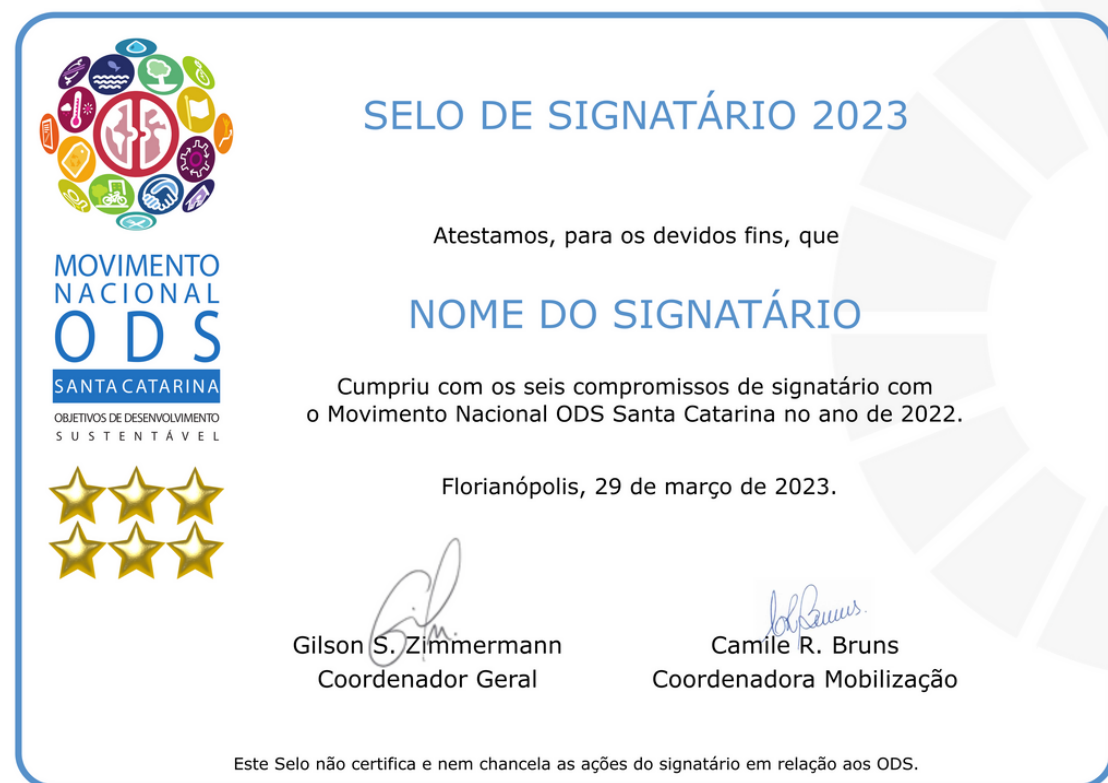 SELO DE SIGNATÁRIO 2023
Atestamos, para os devidos fins, que
NOME DO SIGNATÁRIO
Cumpriu com os seis compromissos de signatário com
o Movimento Nacional ODS Santa Catarina no ano de 2022.
Florianópolis, 29 de março de 2023.
MOVIMENTO
NACIONAL
ODS
SANTA CATARINA
OBJETIVOS DE DESENVOLVIMENTO
SUSTENTÁVEL
Gilson S. Zimmermann
Coordenador Geral
Camile R. Bruns
Coordenadora Mobilização
Este Selo não certifica e nem chancela as ações do signatário em relação aos ODS.